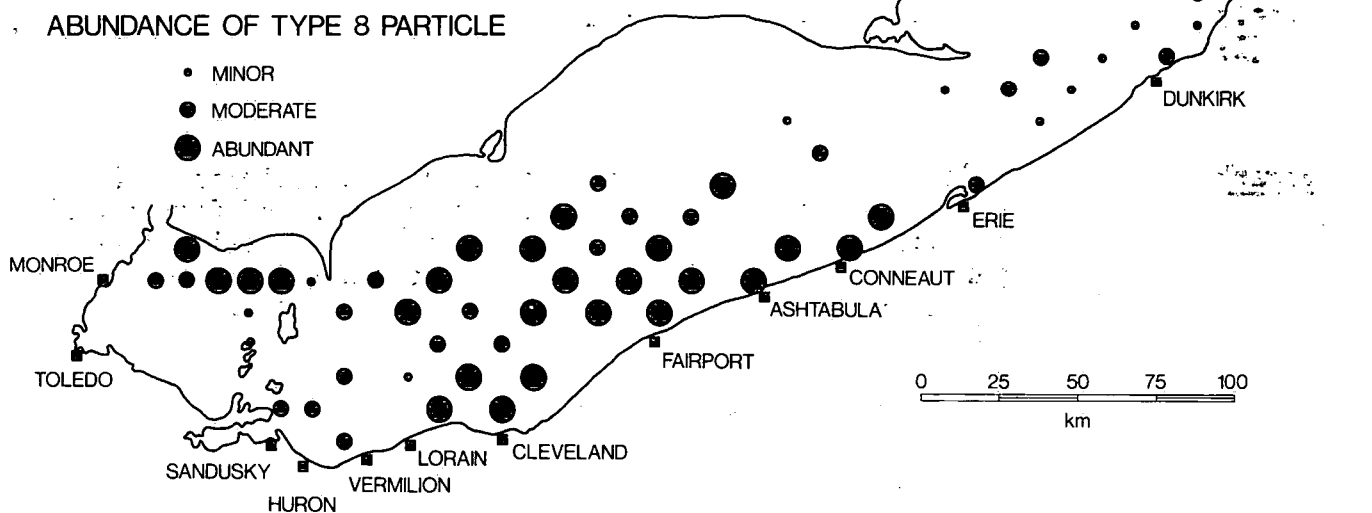 ABUNDANCE OF TYPE 8 PARTICLE
MINOR
MODERATE
ABUNDANT
DUNKIRK
ERIE
MONROE
CONNEAUT
ASHTABULA
FAIRPORT
TOLEDO
0 25 50 75 100
km
CLEVELAND
LORAIN
SANDUSKY
VERMILION
HURON